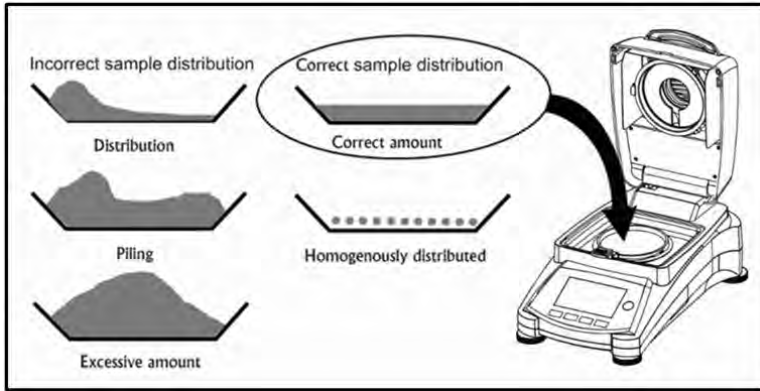 Incorrect sample distribution
Distribution
Piling
Excessive amount
Correct sample distribution
Correct amount
Homogenously distributed